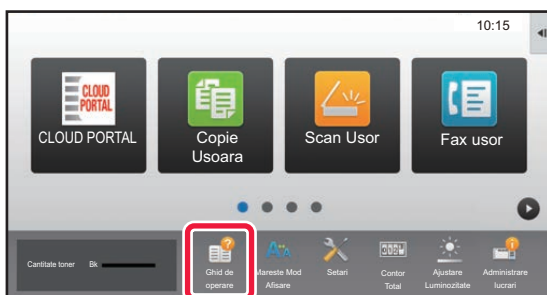 10:15
CLOUD
PORTAL
CLOUD PORTAL
Copie
Usoara
Scan Usor
Fax usor
Cantitate toner Bk
Ghid de
operare
Mareste Mod
Afisare
Setari
Contor
Total
Ajustare
Luminozitate
Administrare
lucrari